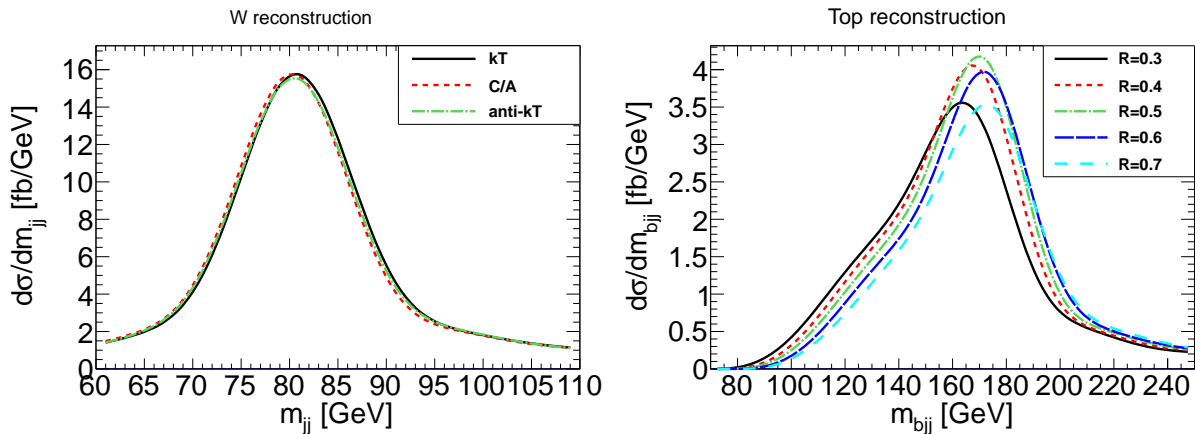 W reconstruction
dσ/dm_jj [fb/GeV]
16
14
12
10
8
6
4
2
0
60 65 70 75 80 85 90 95 100 105 110
m_jj [GeV]
kT
C/A
anti-kT
Top reconstruction
dσ/dm_bjj [fb/GeV]
4
3.5
3
2.5
2
1.5
1
0.5
0
80 100 120 140 160 180 200 220 240
m_bjj [GeV]
R=0.3
R=0.4
R=0.5
R=0.6
R=0.7